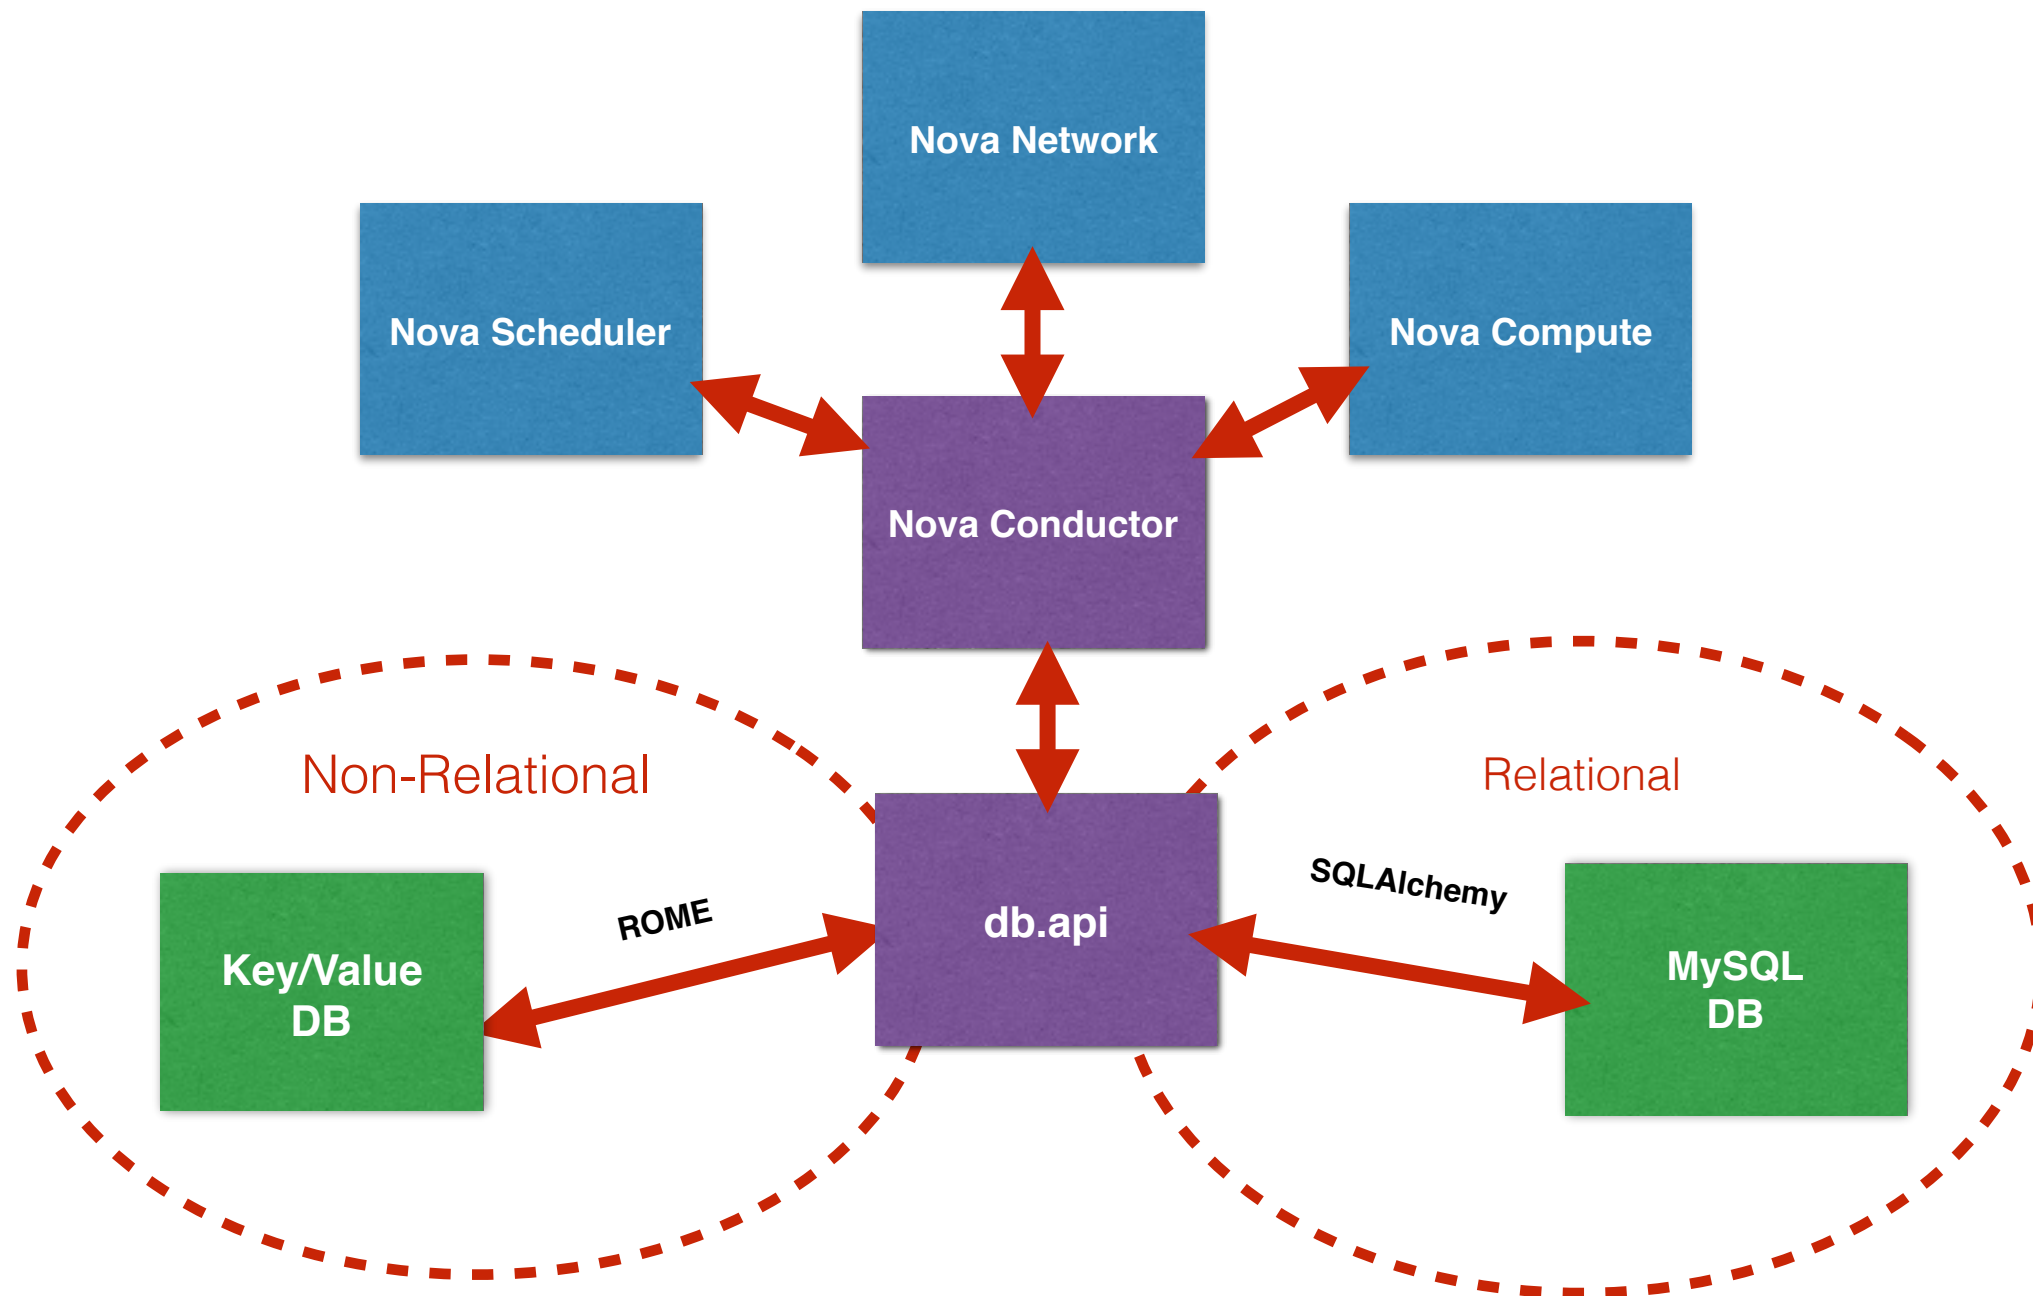 Nova Network
Nova Scheduler
Nova Compute
Nova Conductor
Non-Relational
Relational
ROME
SQLAlchemy
db.api
Key/Value
DB
MySQL
DB